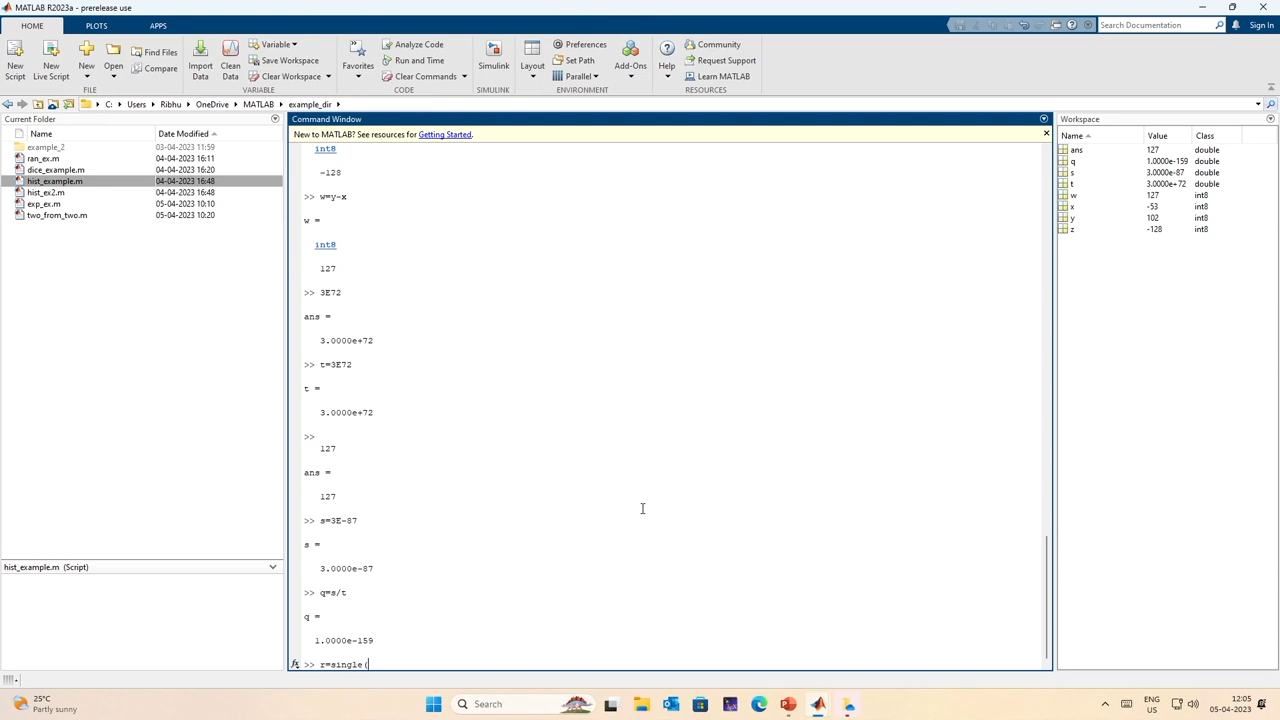 MATLAB R2023a - prerelease use
HOME PLOTS APPS
Search Documentation Sign In
New Script
New Live Script
New
Open
Find Files
Compare
Import Data
Clean Data
Variable
Save Workspace
Clear Workspace
Favorites
Analyze Code
Run and Time
Clear Commands
Simulink
Layout
Preferences
Set Path
Parallel
Add-Ons
Help
Community
Request Support
Learn MATLAB
FILE VARIABLE CODE SIMULINK ENVIRONMENT RESOURCES
C: Users Ribhu OneDrive MATLAB example_dir
Current Folder
Name Date Modified
example_2 03-04-2023 11:59
ran_ex.m 04-04-2023 16:11
dice_example.m 04-04-2023 16:20
hist_example.m 04-04-2023 16:48
hist_ex2.m 04-04-2023 16:48
exp_ex.m 05-04-2023 10:10
two_from_two.m 05-04-2023 10:20
hist_example.m (Script)
Command Window
New to MATLAB? See resources for Getting Started.
int8
-128
>> w=y-x
w =
int8
127
>> 3E72
ans =
3.0000e+72
>> t=3E72
t =
3.0000e+72
>>
127
ans =
127
>> s=3E-87
s =
3.0000e-87
>> q=s/t
q =
1.0000e-159
fx >> r=single(
Workspace
Name Value Class
ans 127 double
q 1.0000e-159 double
s 3.0000e-87 double
t 3.0000e+72 double
w 127 int8
x -53 int8
y 102 int8
z -128 int8
25°C
Partly sunny
Search
ENG
US
12:05
05-04-2023